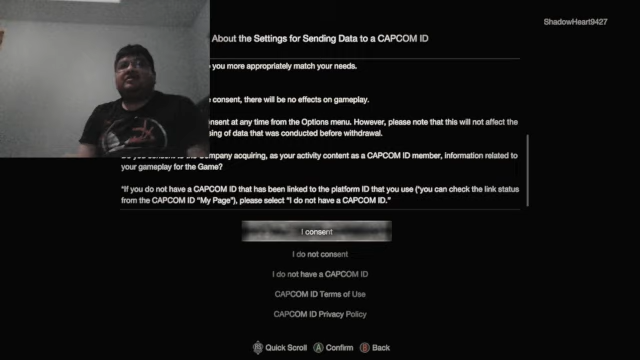 ShadowHeart9427
About the Settings for Sending Data to a CAPCOM ID
you more appropriately match your needs.
consent, there will be no effects on gameplay.
consent at any time from the Options menu. However, please note that this will not affect the
sing of data that was conducted before withdrawal.
Do you consent to the Company acquiring, as your activity content as a CAPCOM ID member, information related to
your gameplay for the Game?
*If you do not have a CAPCOM ID that has been linked to the platform ID that you use (*you can check the link status
from the CAPCOM ID "My Page"), please select "I do not have a CAPCOM ID."
I consent
I do not consent
I do not have a CAPCOM ID
CAPCOM ID Terms of Use
CAPCOM ID Privacy Policy
RS Quick Scroll A Confirm B Back